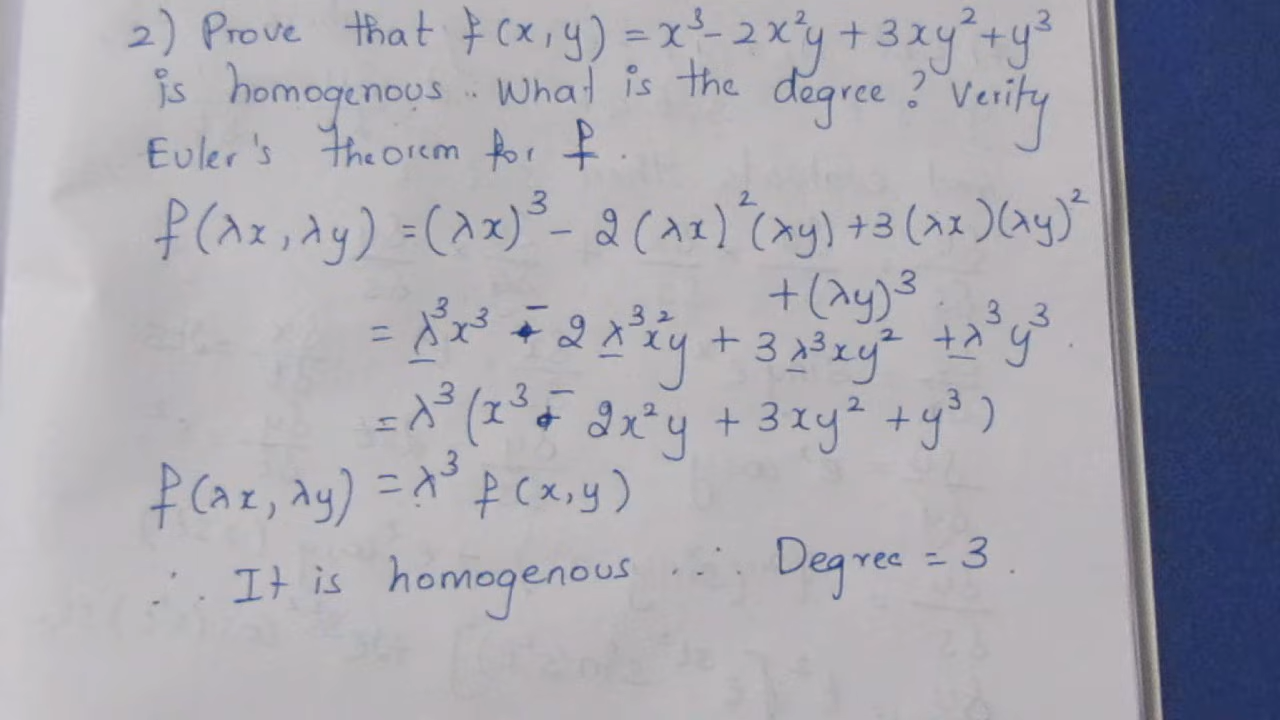 2) Prove that f(x,y) = x³ - 2x²y + 3xy² + y³
is homogenous. What is the degree? Verify
Euler's Theorem for f.
f(λx, λy) = (λx)³ - 2(λx)²(λy) + 3(λx)(λy)²
+ (λy)³.
= λ³x³ - 2λ³x²y + 3λ³xy² + λ³y³.
= λ³(x³ - 2x²y + 3xy² + y³)
f(λx, λy) = λ³ f(x,y)
∴ It is homogenous ∴ Degree = 3.